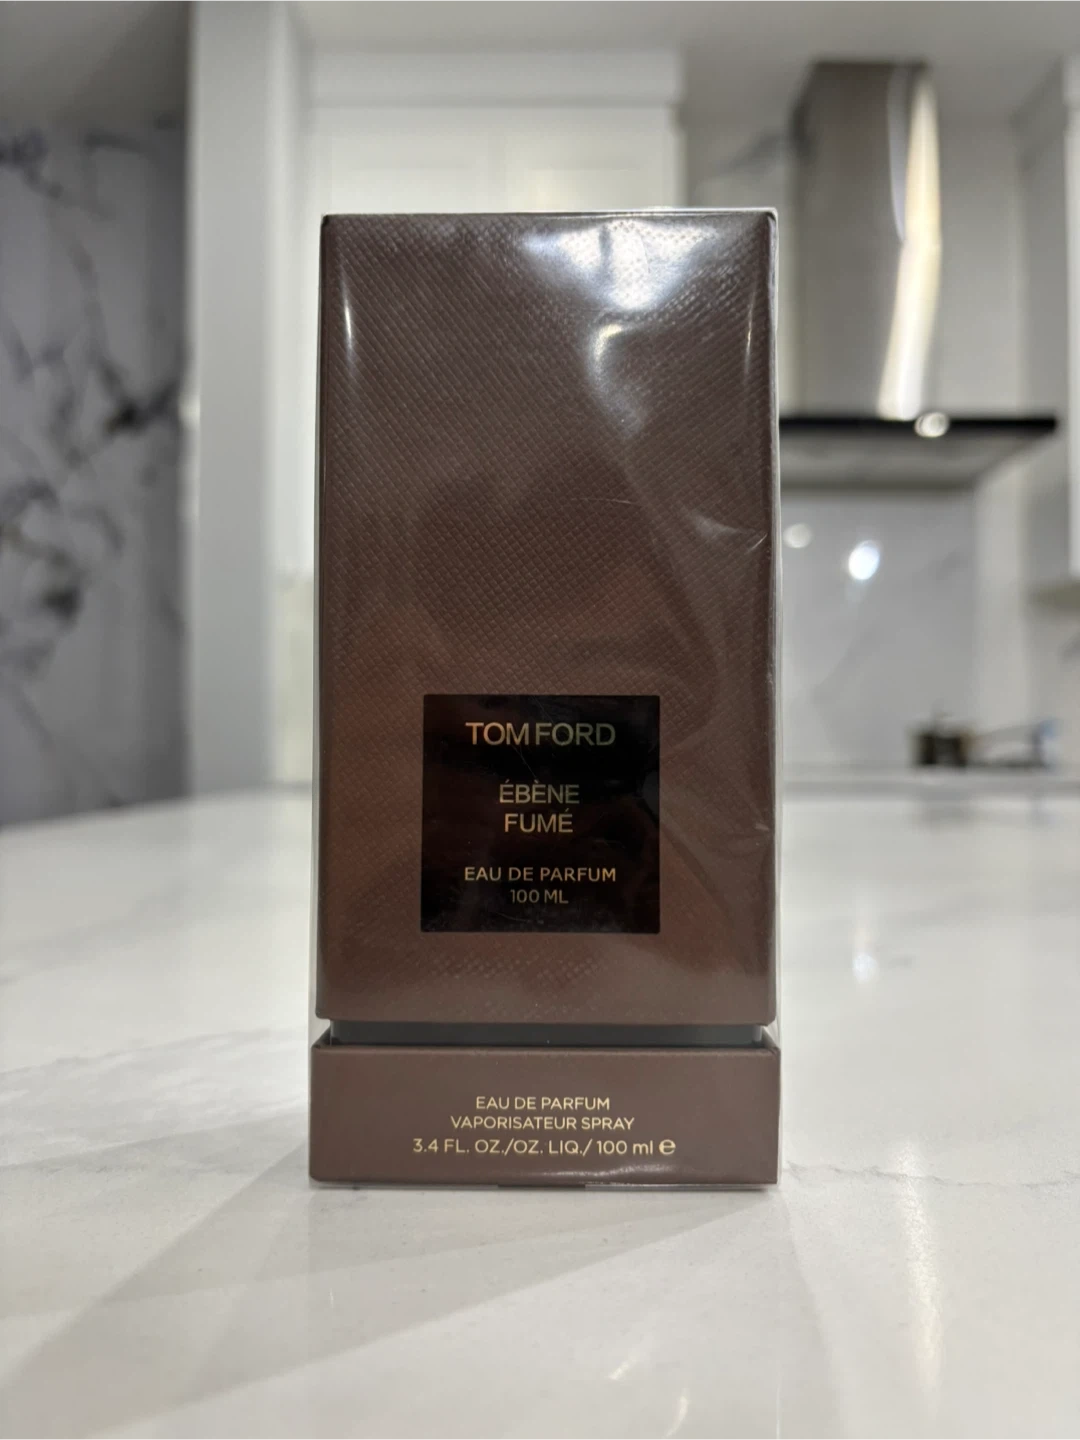 TOM FORD
ÉBÈNE
FUMÉ
EAU DE PARFUM
100 ML
EAU DE PARFUM
VAPORISATEUR SPRAY
3.4 FL. OZ./OZ. LIQ./ 100 ml ℮